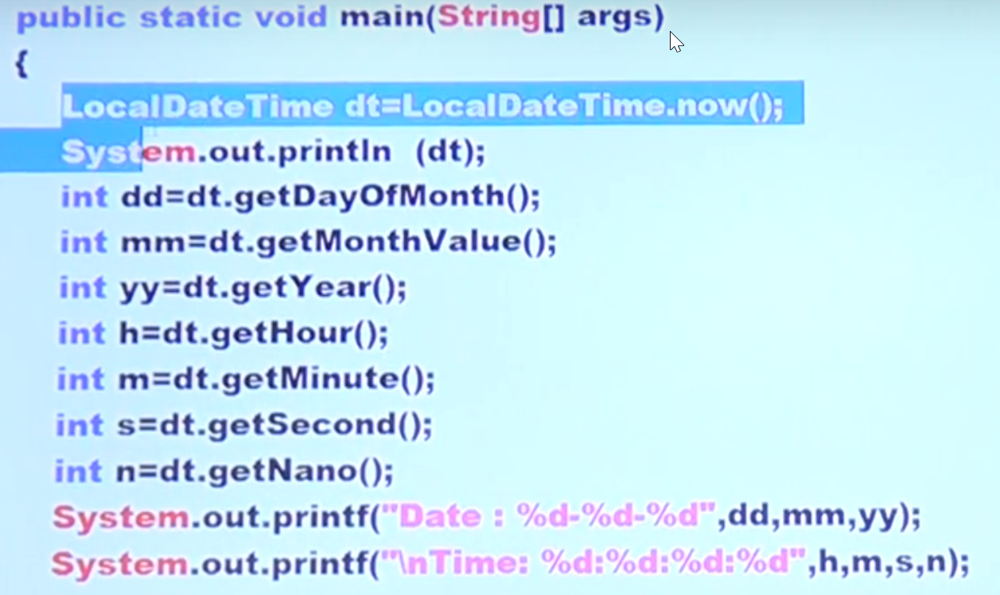 public static void main(String[] args)
{
LocalDateTime dt=LocalDateTime.now();
System.out.println (dt);
int dd=dt.getDayOfMonth();
int mm=dt.getMonthValue();
int yy=dt.getYear();
int h=dt.getHour();
int m=dt.getMinute();
int s=dt.getSecond();
int n=dt.getNano();
System.out.printf("Date : %d-%d-%d",dd,mm,yy);
System.out.printf("\nTime: %d:%d:%d:%d",h,m,s,n);